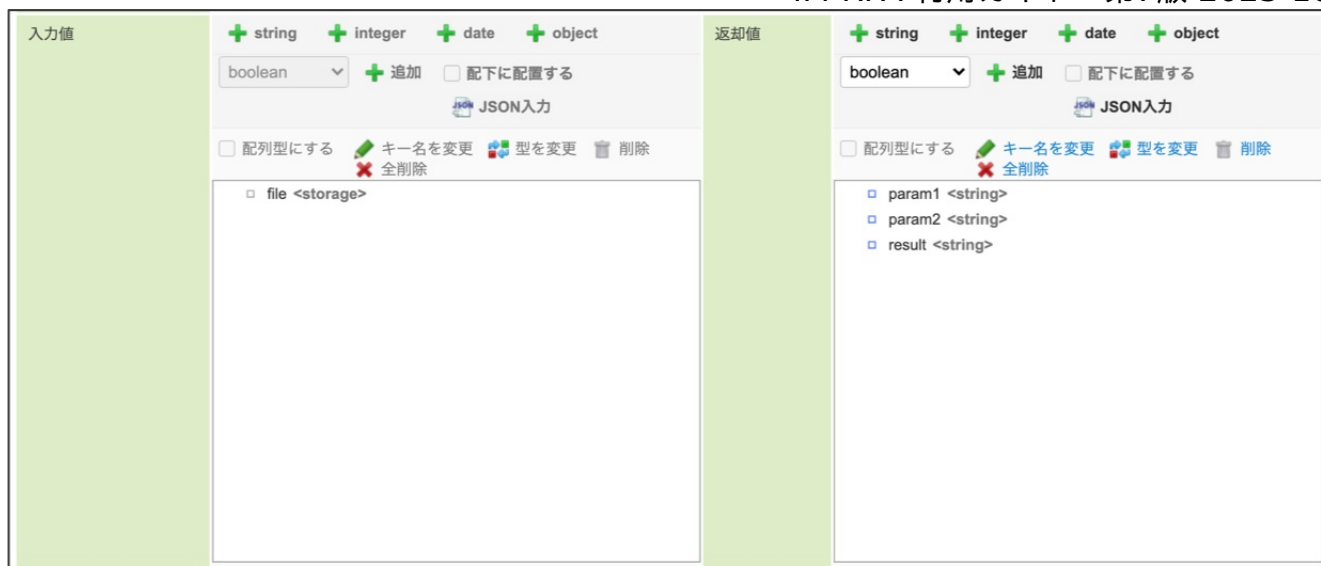 入力値
string integer date object
boolean 追加 配下に配置する
JSON入力
配列型にする キー名を変更 型を変更 削除
全削除
file <storage>
返却値
string integer date object
boolean 追加 配下に配置する
JSON入力
配列型にする キー名を変更 型を変更 削除
全削除
param1 <string>
param2 <string>
result <string>